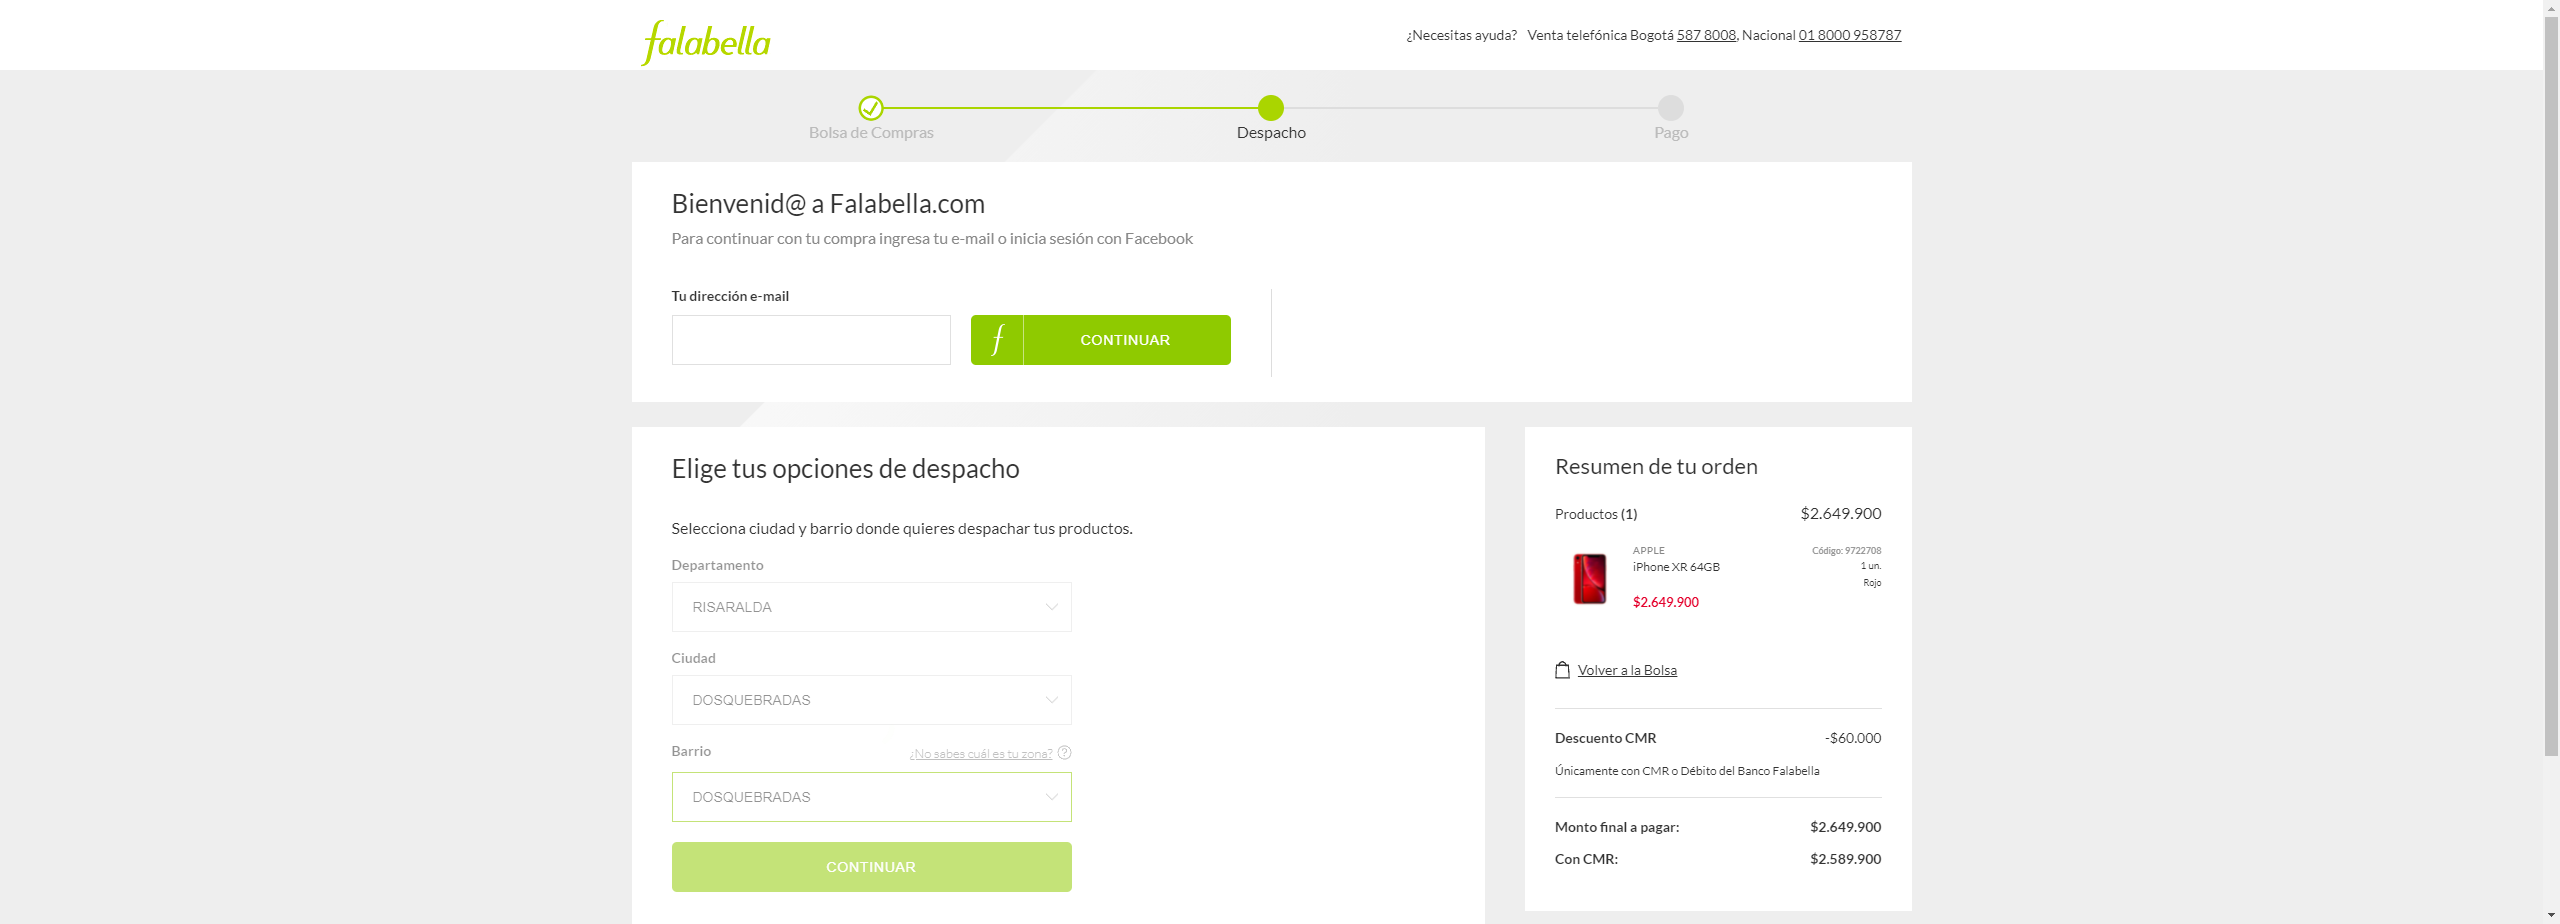 falabella
¿Necesitas ayuda? Venta telefónica Bogotá 587 8008, Nacional 01 8000 958787
Bolsa de Compras
Despacho
Pago
Bienvenid@ a Falabella.com
Para continuar con tu compra ingresa tu e-mail o inicia sesión con Facebook
Tu dirección e-mail
f CONTINUAR
Elige tus opciones de despacho
Selecciona ciudad y barrio donde quieres despachar tus productos.
Departamento
RISARALDA
Ciudad
DOSQUEBRADAS
Barrio ¿No sabes cuál es tu zona? ?
DOSQUEBRADAS
CONTINUAR
Resumen de tu orden
Productos (1) $2.649.900
APPLE Código: 9722708
iPhone XR 64GB 1 un.
Rojo
$2.649.900
Volver a la Bolsa
Descuento CMR -$60.000
Únicamente con CMR o Débito del Banco Falabella
Monto final a pagar: $2.649.900
Con CMR: $2.589.900